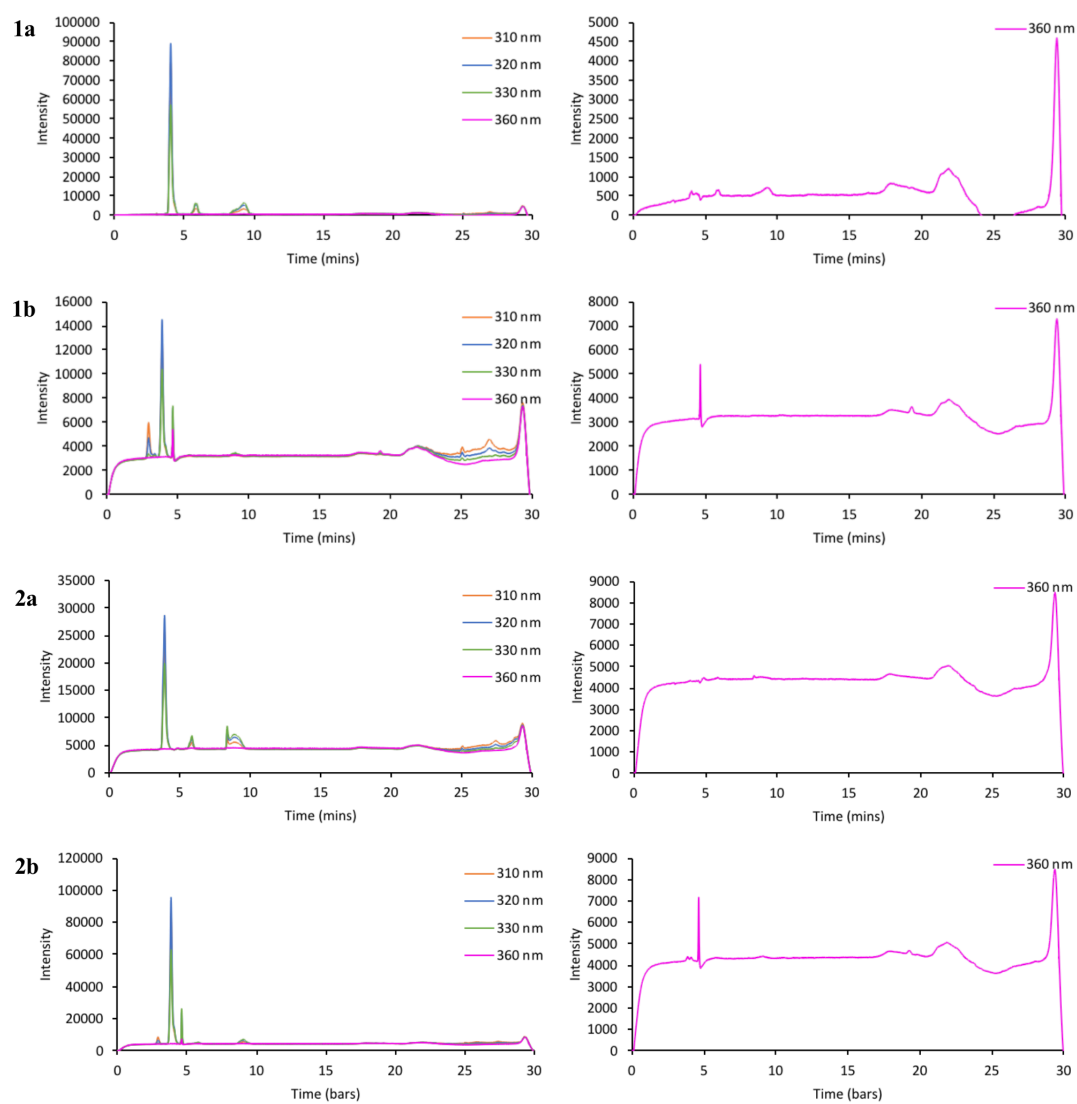 1a
100000
90000
80000
70000
60000
50000
40000
30000
20000
10000
0
Intensity
310 nm
320 nm
330 nm
360 nm
0 5 10 15 20 25 30
Time (mins)
5000
4500
4000
3500
3000
2500
2000
1500
1000
500
0
Intensity
360 nm
0 5 10 15 20 25 30
Time (mins)
1b
16000
14000
12000
10000
8000
6000
4000
2000
0
Intensity
310 nm
320 nm
330 nm
360 nm
0 5 10 15 20 25 30
Time (mins)
8000
7000
6000
5000
4000
3000
2000
1000
0
Intensity
360 nm
0 5 10 15 20 25 30
Time (mins)
2a
35000
30000
25000
20000
15000
10000
5000
0
Intensity
310 nm
320 nm
330 nm
360 nm
0 5 10 15 20 25 30
Time (mins)
9000
8000
7000
6000
5000
4000
3000
2000
1000
0
Intensity
360 nm
0 5 10 15 20 25 30
Time (mins)
2b
120000
100000
80000
60000
40000
20000
0
Intensity
310 nm
320 nm
330 nm
360 nm
0 5 10 15 20 25 30
Time (bars)
9000
8000
7000
6000
5000
4000
3000
2000
1000
0
Intensity
360 nm
0 5 10 15 20 25 30
Time (bars)